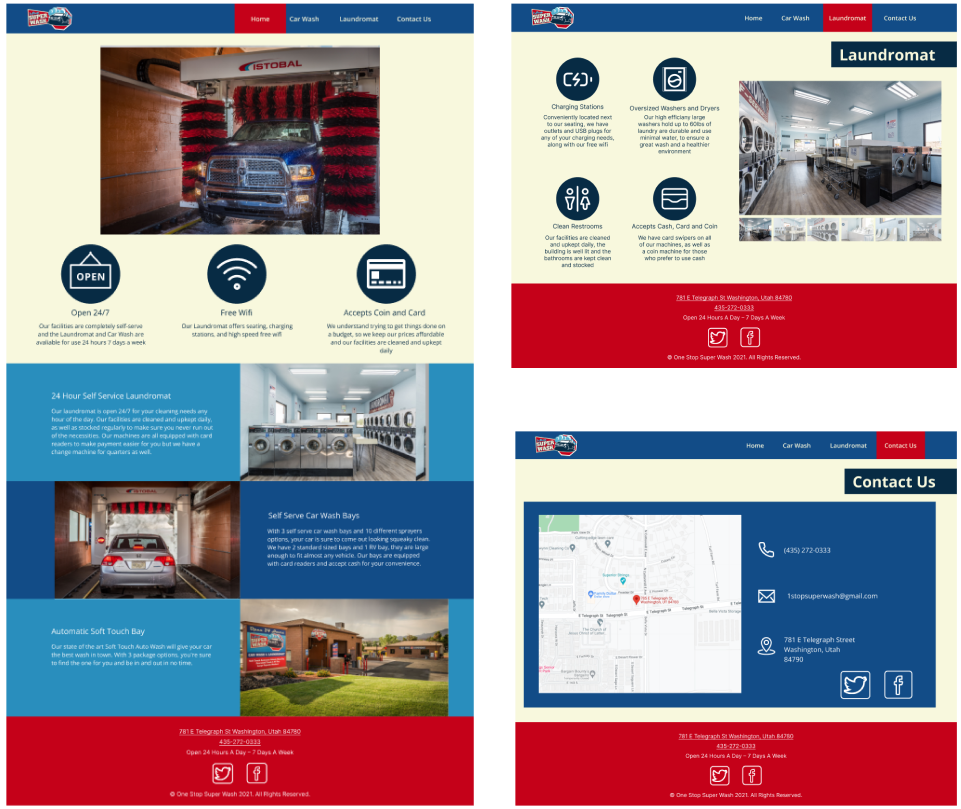 SUPER WASH
Home
Car Wash
Laundromat
Contact Us
ISTOBAL
OPEN
Open 24/7
Our facilities are completely self-serve
and the Laundromat and Car Wash are
available for use 24 hours 7 days a week
Free Wifi
Our Laundromat offers seating, charging
stations, and high speed free wifi
Accepts Coin and Card
We understand trying to get things done on
a budget, so we keep our prices affordable
and our facilities are cleaned and upkept
daily
24 Hour Self Service Laundromat
Our laundromat is open 24/7 for your cleaning needs any
hour of the day. Our facilities are cleaned and upkept daily,
as well as stocked regularly to make sure you never run out
of the necessities. Our machines are all equipped with card
readers to make payment easier for you but we have a
change machine for quarters as well.
ISTOBAL
Self Serve Car Wash Bays
With 3 self serve car wash bays and 10 different sprayers
options, your car is sure to come out looking squeaky clean.
We have 2 standard sized bays and 1 RV bay, they are large
enough to fit almost any vehicle. Our bays are equipped
with card readers and accept cash for your convenience.
Automatic Soft Touch Bay
Our state of the art Soft Touch Auto-Wash will give your car
the best wash in town. With 3 package options, you're sure
to find the one for you and be in and out in no time.
SUPER WASH
781 E Telegraph St Washington, Utah 84780
435-272-0333
Open 24 Hours A Day – 7 Days A Week
© One Stop Super Wash 2021. All Rights Reserved.
SUPER WASH
Home
Car Wash
Laundromat
Contact Us
Laundromat
Charging Stations
Conveniently located next
to our seating, we have
outlets and USB plugs for
any of your charging needs,
along with our free wifi
Oversized Washers and Dryers
Our high efficiany large
washers hold up to 60lbs of
laundry are durable and use
minimal water, to ensure a
great wash and a healthier
environment
Clean Restrooms
Our facilities are cleaned
and upkept daily, the
building is well lit and the
bathrooms are kept clean
and stocked
Accepts Cash, Card and Coin
We have card swipers on all
of our machines, as well as
a coin machine for those
who prefer to use cash
781 E Telegraph St Washington, Utah 84780
435-272-0333
Open 24 Hours A Day – 7 Days A Week
© One Stop Super Wash 2021. All Rights Reserved.
SUPER WASH
Home
Car Wash
Laundromat
Contact Us
Contact Us
Superior Storage
Family Dollar
780 E Telegraph St,
Washington, UT 84780
E Telegraph St
Buena Vista Storage
The Church of
Jesus Christ of Latter
(435) 272-0333
1stopsuperwash@gmail.com
781 E Telegraph Street
Washington, Utah
84790
781 E Telegraph St Washington, Utah 84780
435-272-0333
Open 24 Hours A Day – 7 Days A Week
© One Stop Super Wash 2021. All Rights Reserved.